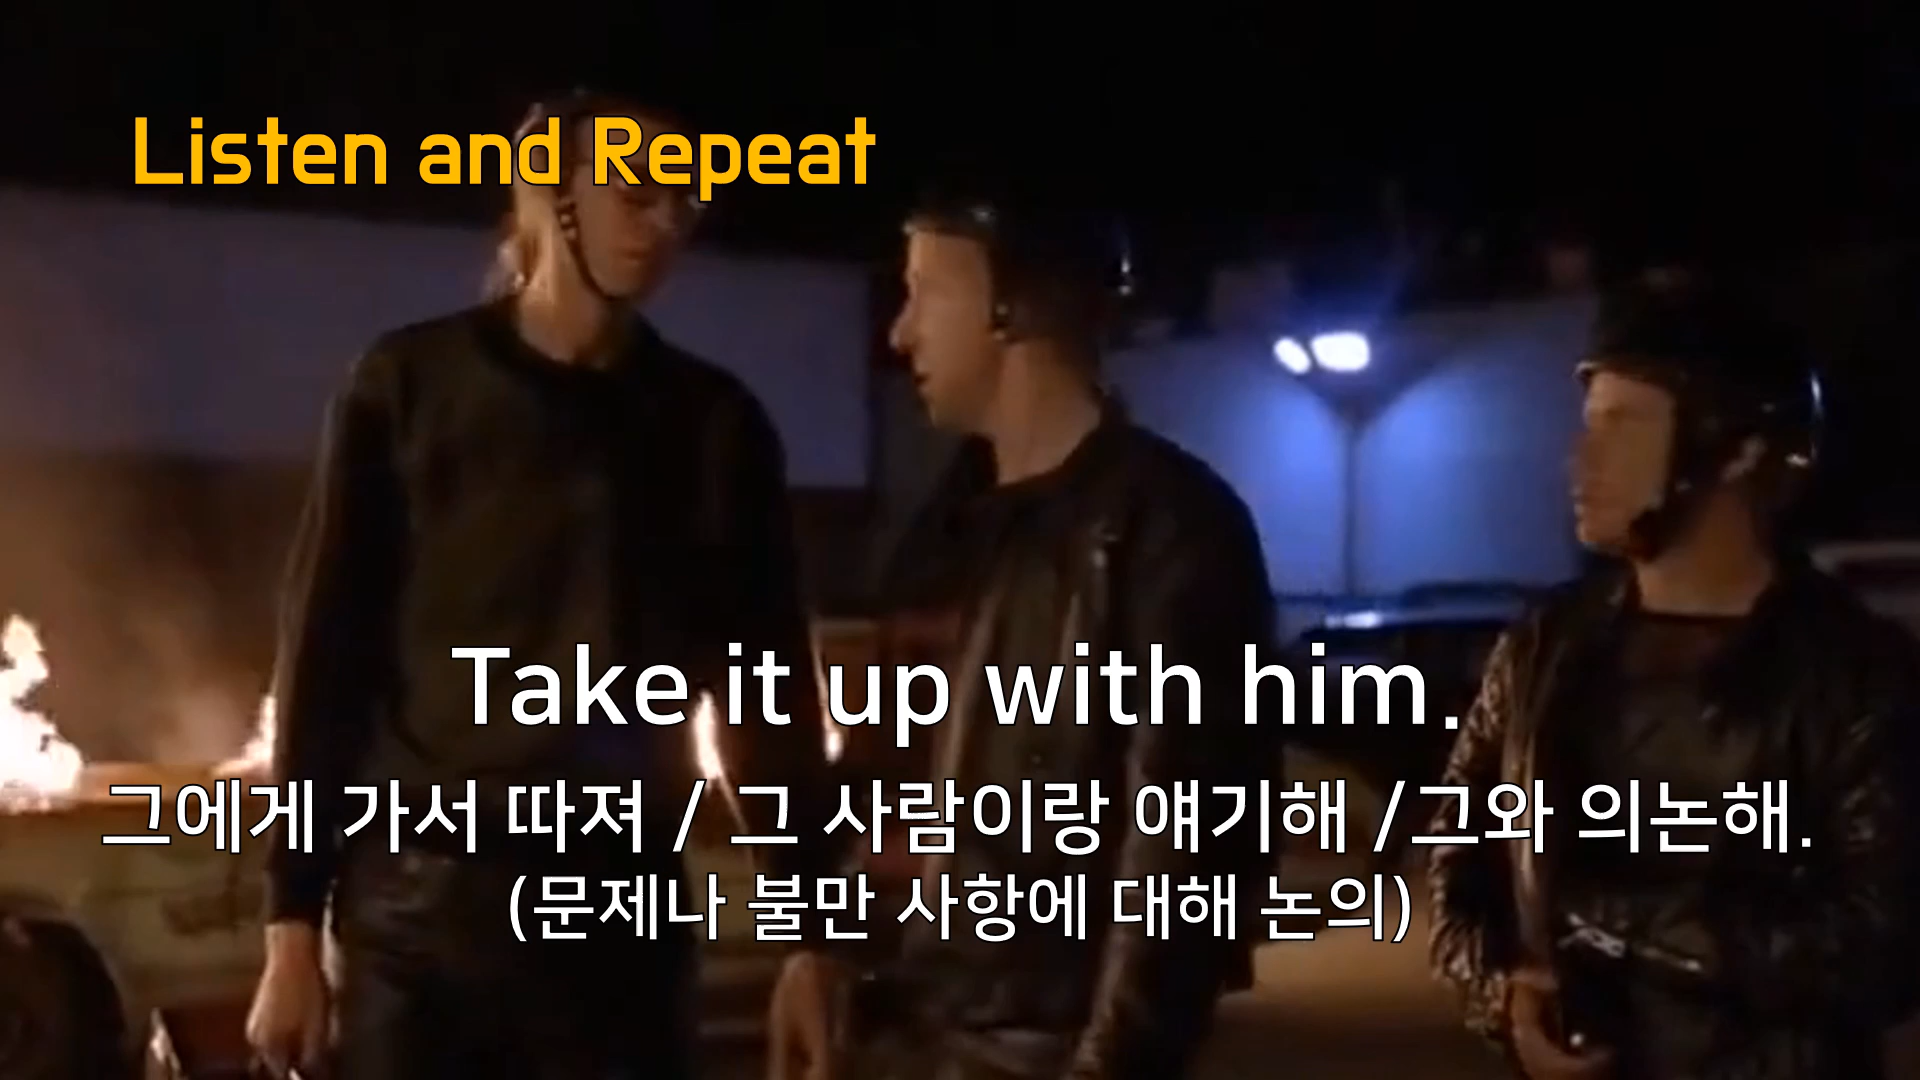 Listen and Repeat
Take it up with him.
그에게 가서 따져 / 그 사람이랑 얘기해 /그와 의논해.
(문제나 불만 사항에 대해 논의)